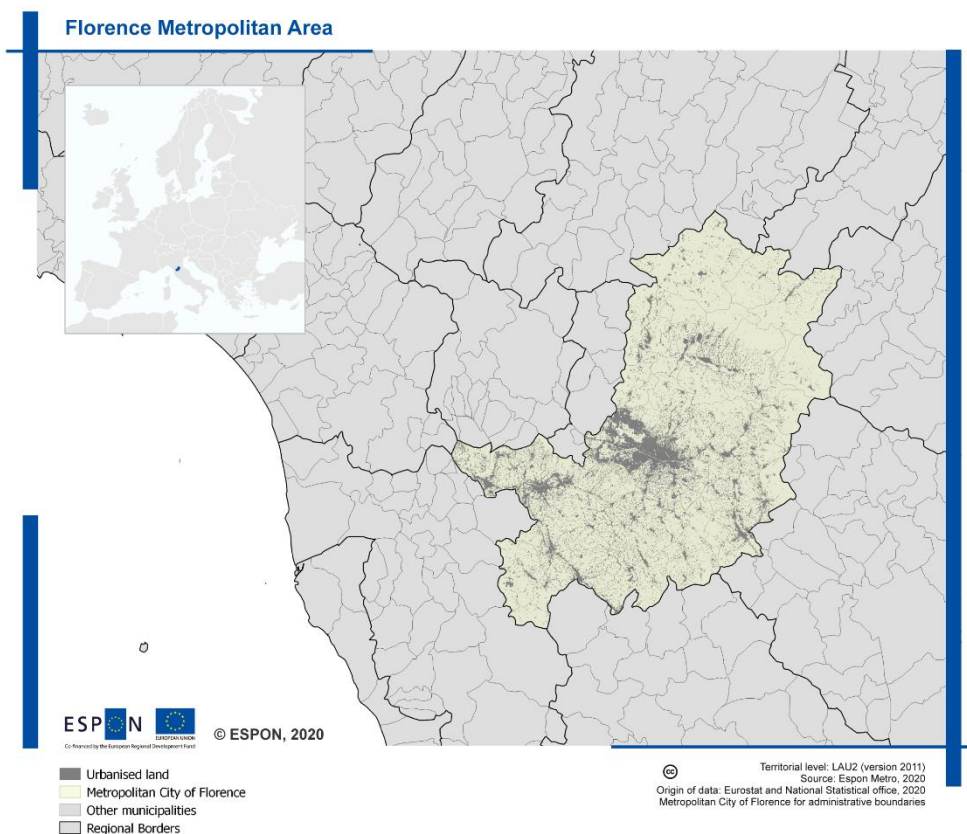 Florence Metropolitan Area
ESPON
EUROPEAN UNION
Co-financed by the European Regional Development Fund
© ESPON, 2020
Urbanised land
Metropolitan City of Florence
Other municipalities
Regional Borders
cc
Territorial level: LAU2 (version 2011)
Source: Espon Metro, 2020
Origin of data: Eurostat and National Statistical office, 2020
Metropolitan City of Florence for administrative boundaries